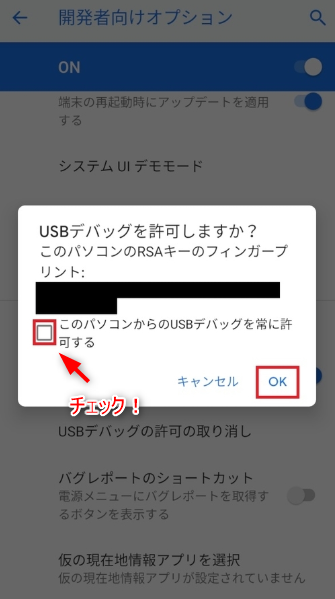 開発者向けオプション
ON
端末の再起動時にアップデートを適用
する
システム UI デモモード
USBデバッグを許可しますか？
このパソコンのRSAキーのフィンガープ
リント:
このパソコンからのUSBデバッグを常に許
可する
チェック！
キャンセル
OK
USBデバッグの許可の取り消し
バグレポートのショートカット
電源メニューにバグレポートを取得す
るボタンを表示する
仮の現在地情報アプリを選択
仮の現在地情報アプリが設定されていません